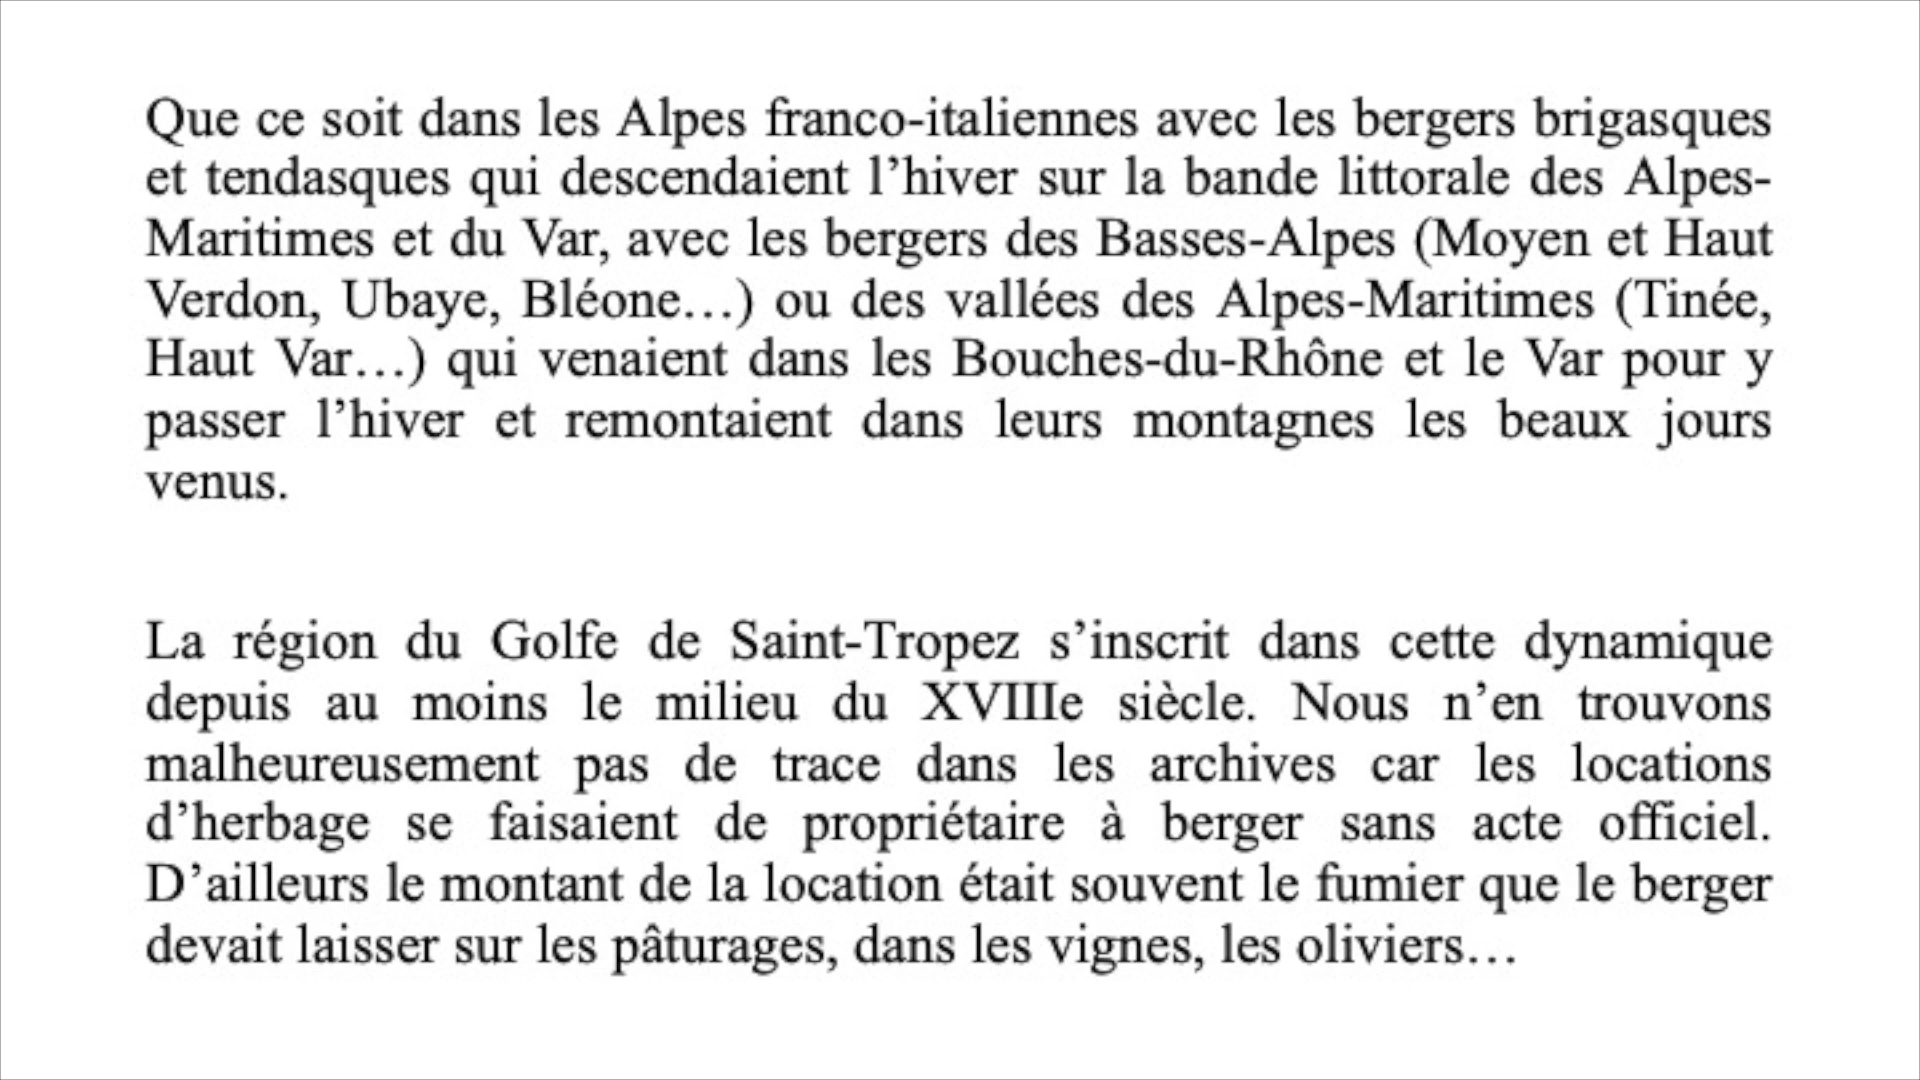 Que ce soit dans les Alpes franco-italiennes avec les bergers brigasques
et tendasques qui descendaient l’hiver sur la bande littorale des Alpes-
Maritimes et du Var, avec les bergers des Basses-Alpes (Moyen et Haut
Verdon, Ubaye, Bléone…) ou des vallées des Alpes-Maritimes (Tinée,
Haut Var…) qui venaient dans les Bouches-du-Rhône et le Var pour y
passer l’hiver et remontaient dans leurs montagnes les beaux jours
venus.
La région du Golfe de Saint-Tropez s’inscrit dans cette dynamique
depuis au moins le milieu du XVIIIe siècle. Nous n’en trouvons
malheureusement pas de trace dans les archives car les locations
d’herbage se faisaient de propriétaire à berger sans acte officiel.
D’ailleurs le montant de la location était souvent le fumier que le berger
devait laisser sur les pâturages, dans les vignes, les oliviers…